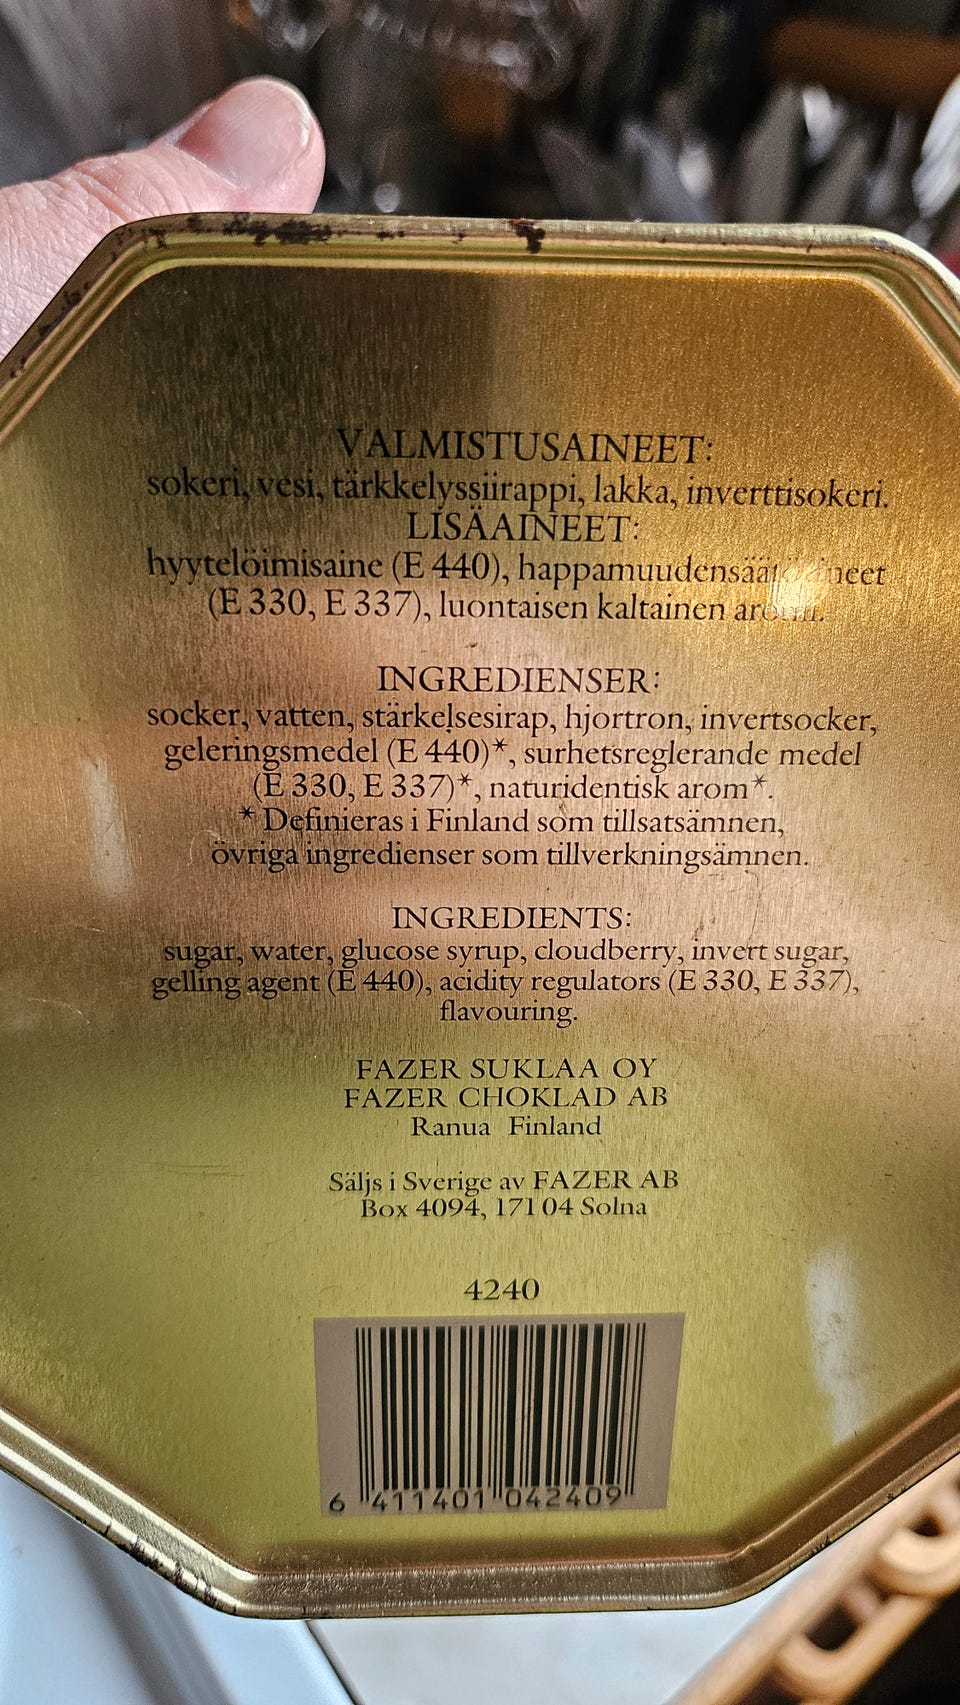 VALMISTUSAINEET:
sokeri, vesi, tärkkelyssiirappi, lakka, inverttisokeri.
LISÄAINEET:
hyytelöimisaine (E 440), happamuudensäätöaineet
(E 330, E 337), luontaisen kaltainen aromi.
INGREDIENSER:
socker, vatten, stärkelsesirap, hjortron, invertsocker,
geleringsmedel (E 440)*, surhetsreglerande medel
(E 330, E 337)*, naturidentisk arom*.
* Definieras i Finland som tillsatsämnen,
övriga ingredienser som tillverkningsämnen.
INGREDIENTS:
sugar, water, glucose syrup, cloudberry, invert sugar,
gelling agent (E 440), acidity regulators (E 330, E 337),
flavouring.
FAZER SUKLAA OY
FAZER CHOKLAD AB
Ranua Finland
Säljs i Sverige av FAZER AB
Box 4094, 171 04 Solna
4240
6 411401 042409